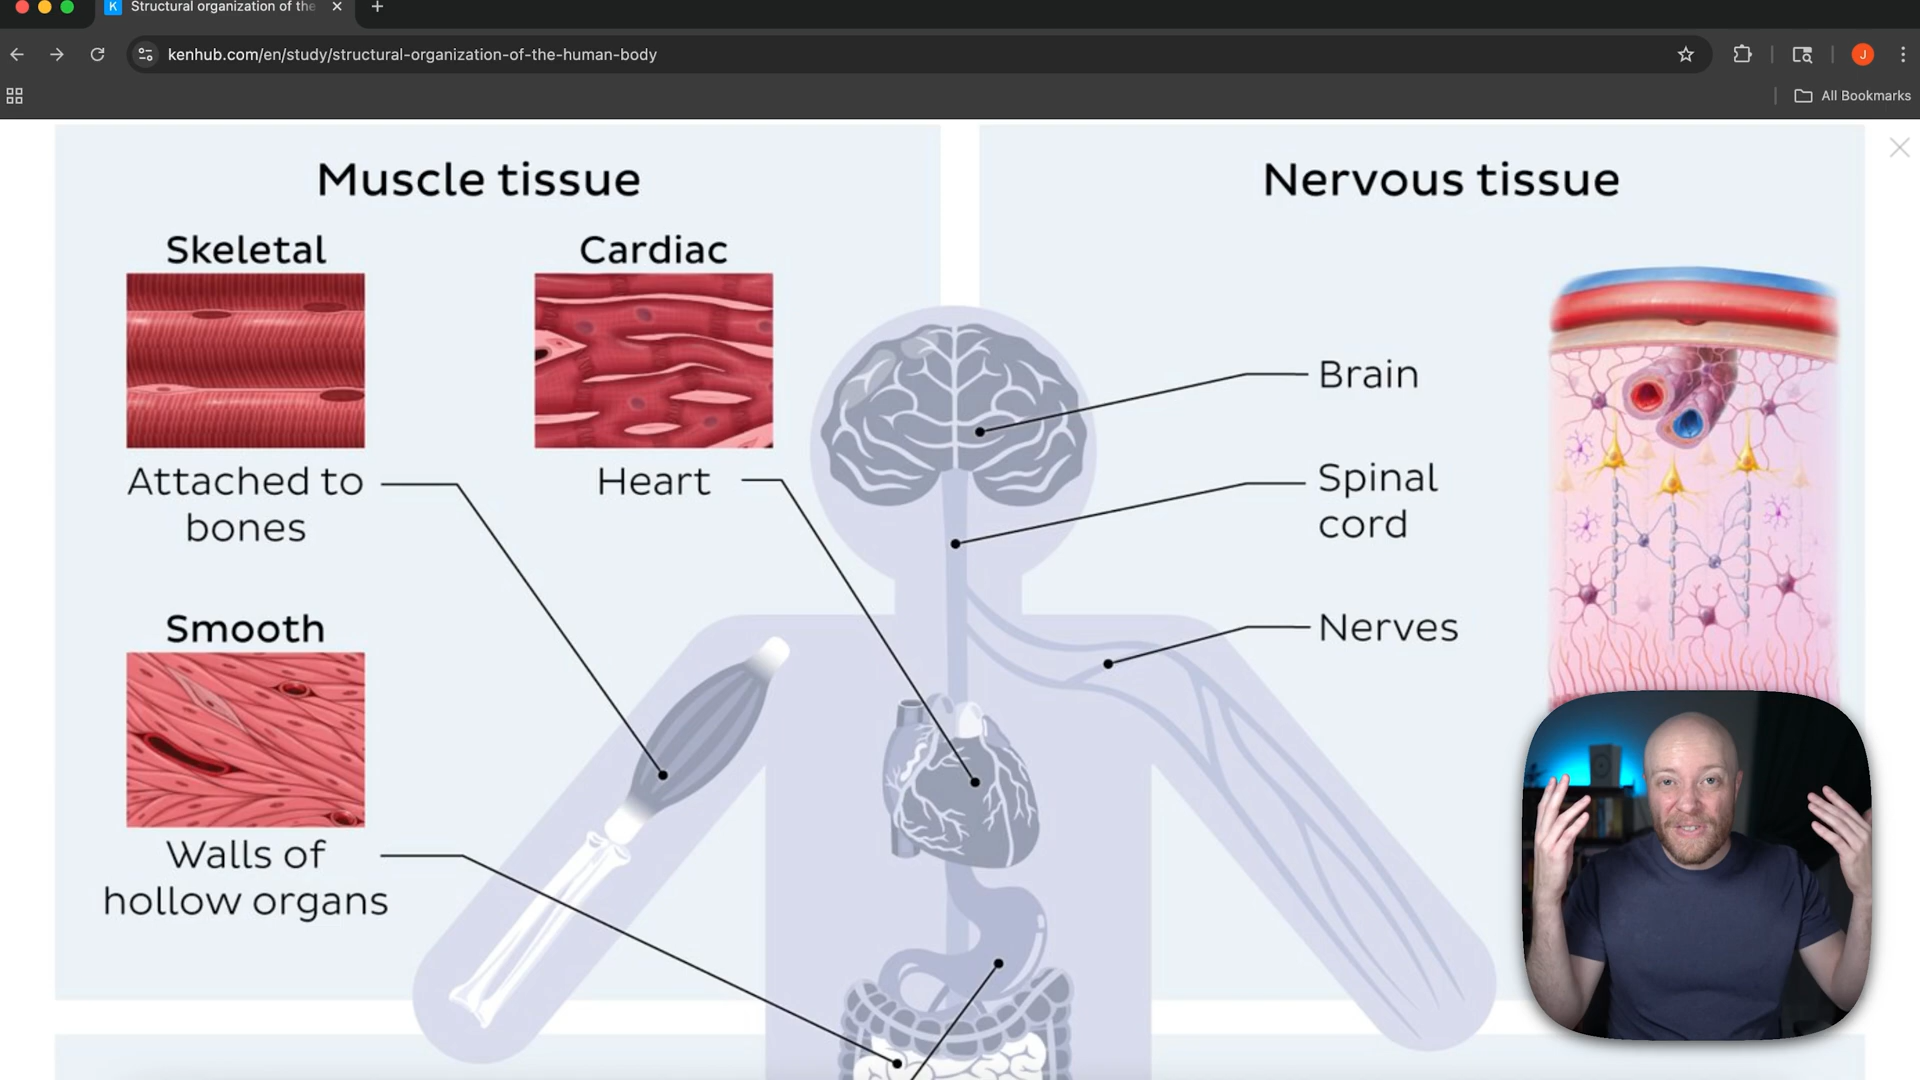 Structural organization of the
kenhub.com/en/study/structural-organization-of-the-human-body
J
All Bookmarks
Muscle tissue
Skeletal
Cardiac
Attached to
bones
Heart
Smooth
Walls of
hollow organs
Nervous tissue
Brain
Spinal
cord
Nerves